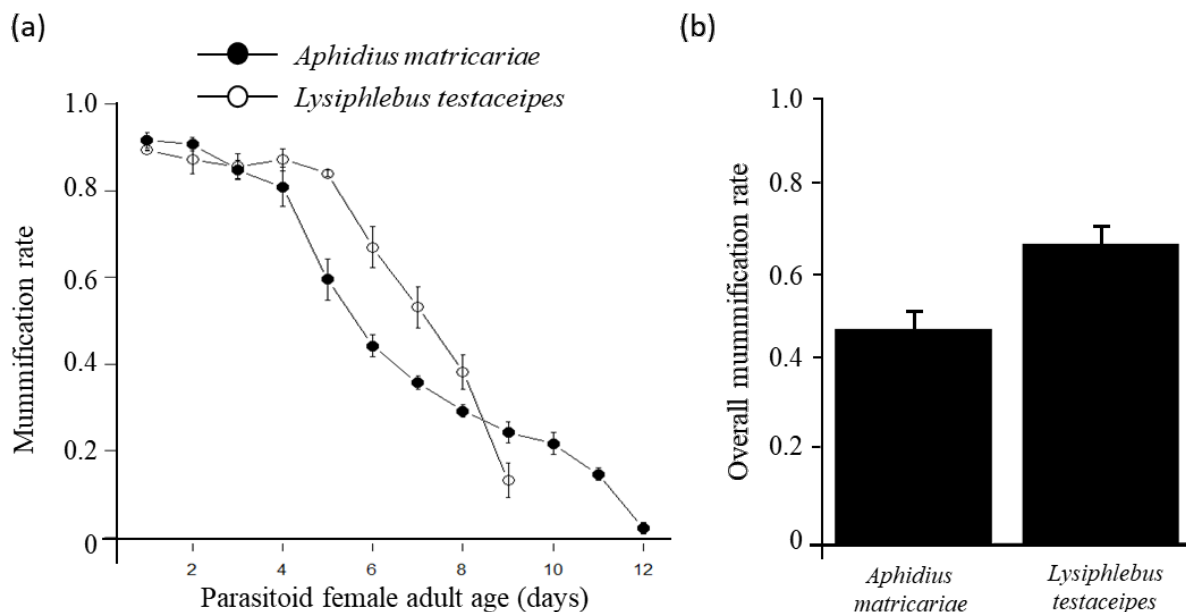 (a)
Aphidius matricariae
Lysiphlebus testaceipes
1.0
0.8
0.6
0.4
0.2
0
Mummification rate
2 4 6 8 10 12
Parasitoid female adult age (days)
(b)
1.0
0.8
0.6
0.4
0.2
0
Overall mummification rate
Aphidius
matricariae
Lysiphlebus
testaceipes